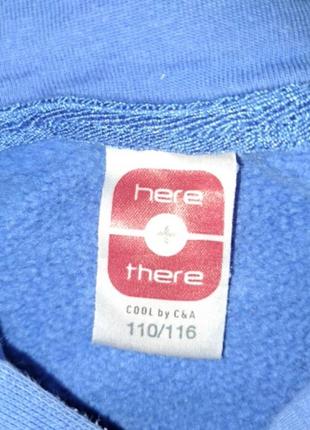 here
+
there
COOL by C&A
110/116